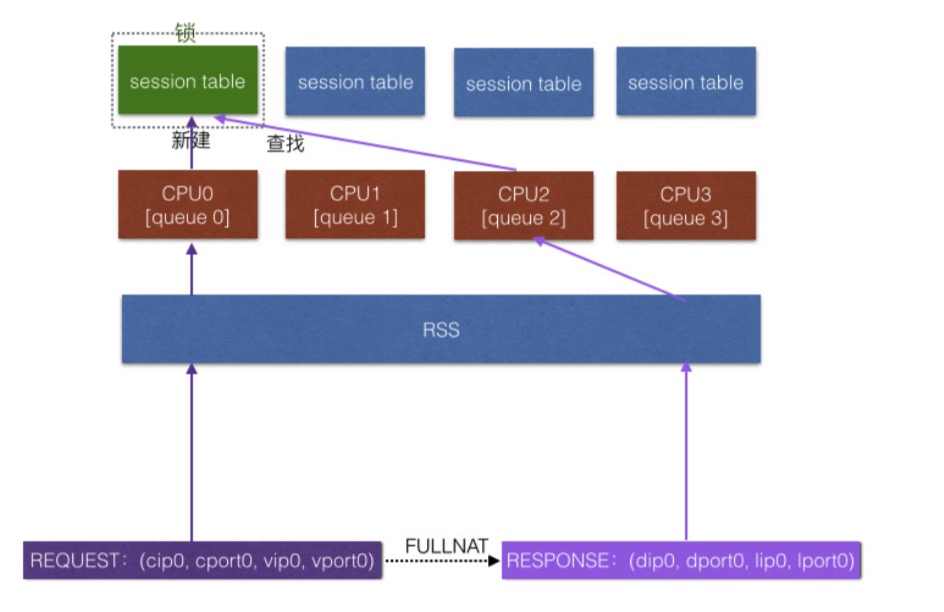 锁
session table
session table
session table
session table
新建
查找
CPU0
[queue 0]
CPU1
[queue 1]
CPU2
[queue 2]
CPU3
[queue 3]
RSS
REQUEST：(cip0, cport0, vip0, vport0)
FULLNAT
RESPONSE：(dip0, dport0, lip0, lport0)